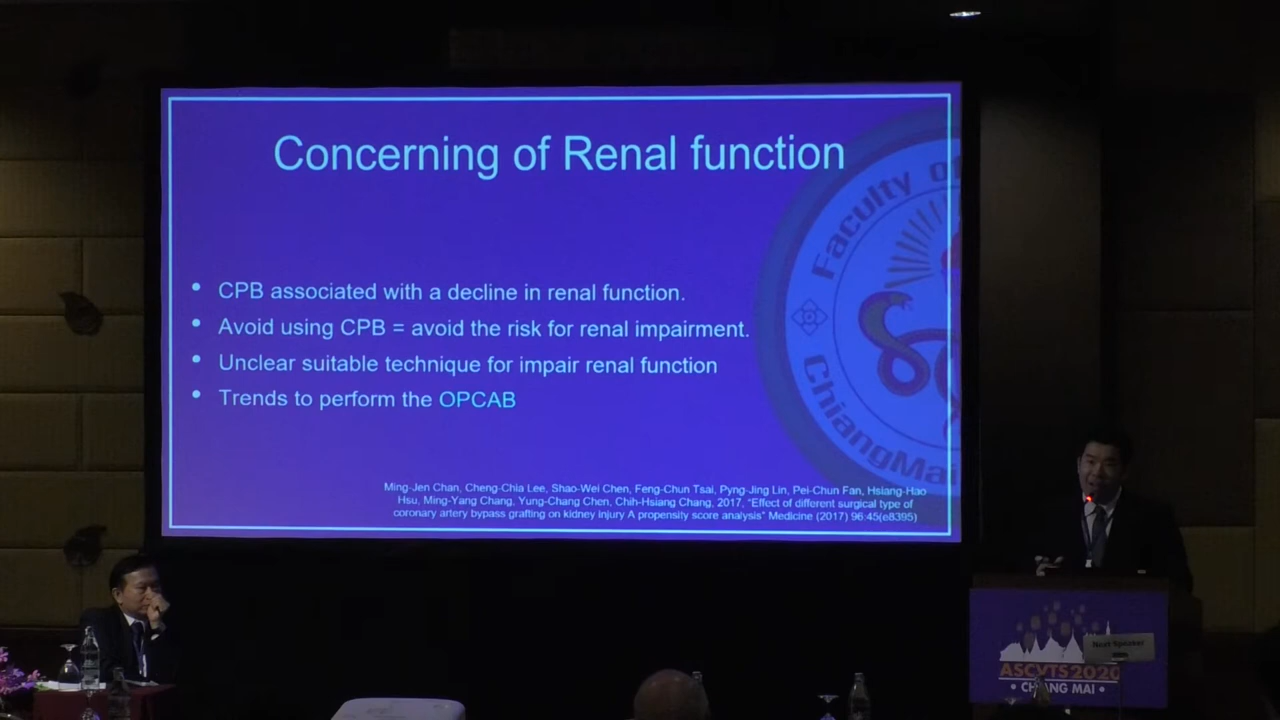 Concerning of Renal function
Faculty of
ChiangMai
• CPB associated with a decline in renal function.
• Avoid using CPB = avoid the risk for renal impairment.
• Unclear suitable technique for impair renal function
• Trends to perform the OPCAB
Ming-Jen Chan, Cheng-Chia Lee, Shao-Wei Chen, Feng-Chun Tsai, Pyng-Jing Lin, Pei-Chun Fan, Hsiang-Hao
Hsu, Ming-Yang Chang, Yung-Chang Chen, Chih-Hsiang Chang, 2017, "Effect of different surgical type of
coronary artery bypass grafting on kidney injury A propensity score analysis" Medicine (2017) 96:45(e8395)
Next Speaker
ASCVTS2020
• CHIANG MAI •